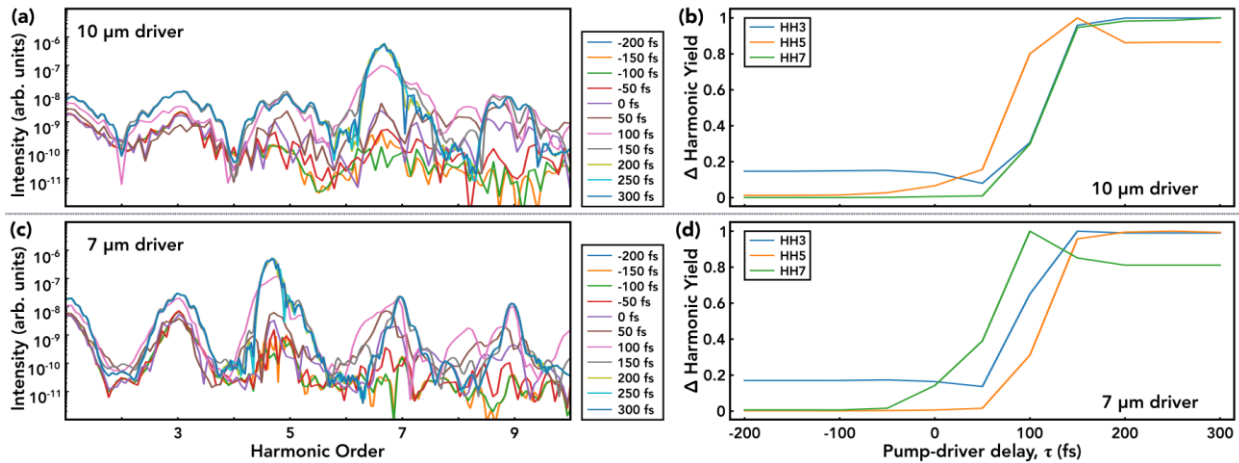 (a)
10 μm driver
Intensity (arb. units)
10⁻⁶
10⁻⁷
10⁻⁸
10⁻⁹
10⁻¹⁰
10⁻¹¹
-200 fs
-150 fs
-100 fs
-50 fs
0 fs
50 fs
100 fs
150 fs
200 fs
250 fs
300 fs
(b)
Δ Harmonic Yield
1
0.8
0.6
0.4
0.2
0
HH3
HH5
HH7
10 μm driver
(c)
7 μm driver
Intensity (arb. units)
10⁻⁶
10⁻⁷
10⁻⁸
10⁻⁹
10⁻¹⁰
10⁻¹¹
3
5
7
9
Harmonic Order
-200 fs
-150 fs
-100 fs
-50 fs
0 fs
50 fs
100 fs
150 fs
200 fs
250 fs
300 fs
(d)
Δ Harmonic Yield
1
0.8
0.6
0.4
0.2
0
HH3
HH5
HH7
7 μm driver
-200
-100
0
100
200
300
Pump-driver delay, τ (fs)